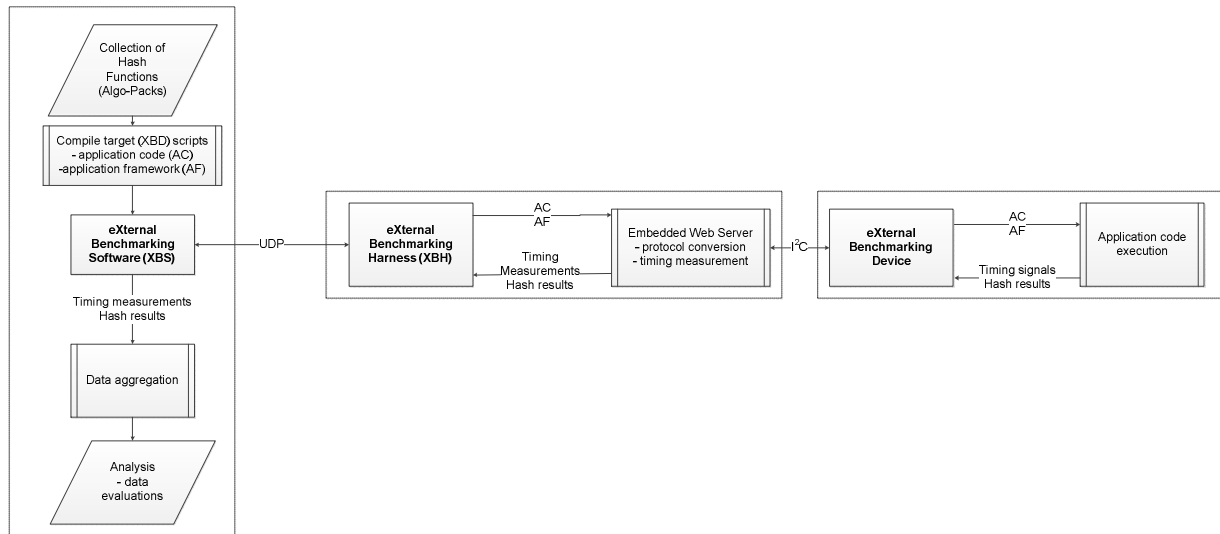 Collection of
Hash
Functions
(Algo-Packs)
Compile target (XBD) scripts
- application code (AC)
-application framework (AF)
eXternal
Benchmarking
Software (XBS)
Timing measurements
Hash results
Data aggregation
Analysis
- data
evaluations
UDP
eXternal
Benchmarking
Harness (XBH)
AC
AF
Timing
Measurements
Hash results
Embedded Web Server
- protocol conversion
- timing measurement
I²C
eXternal
Benchmarking
Device
AC
AF
Timing signals
Hash results
Application code
execution